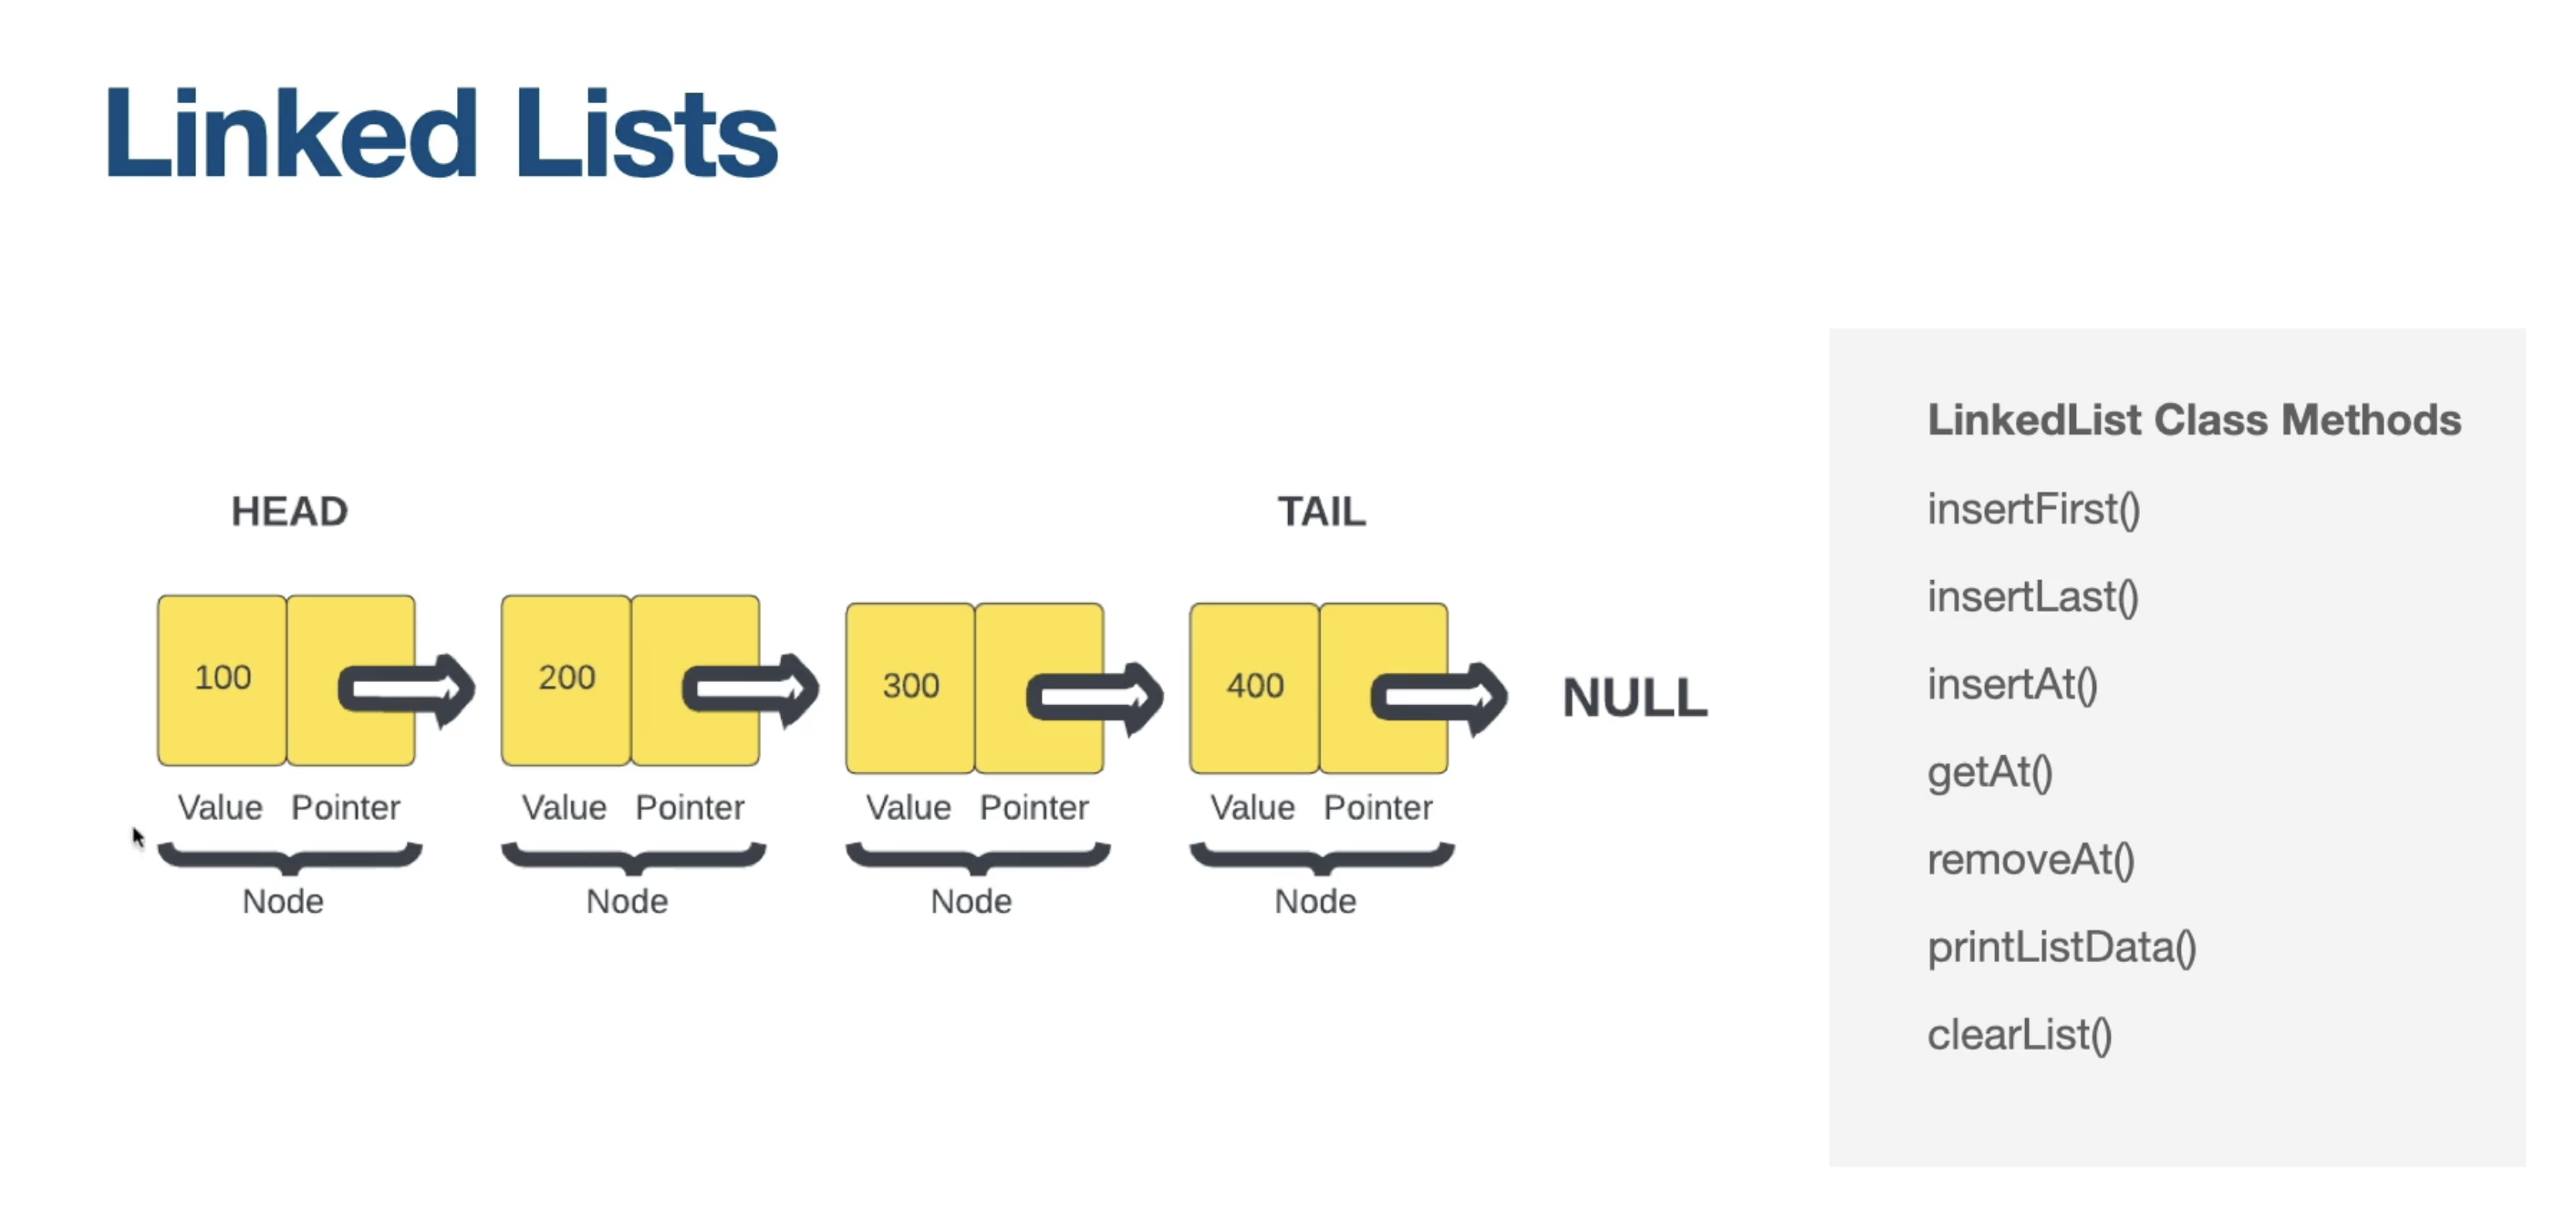 Linked Lists
HEAD
TAIL
100
200
300
400
NULL
Value Pointer
Value Pointer
Value Pointer
Value Pointer
Node
Node
Node
Node
LinkedList Class Methods
insertFirst()
insertLast()
insertAt()
getAt()
removeAt()
printListData()
clearList()